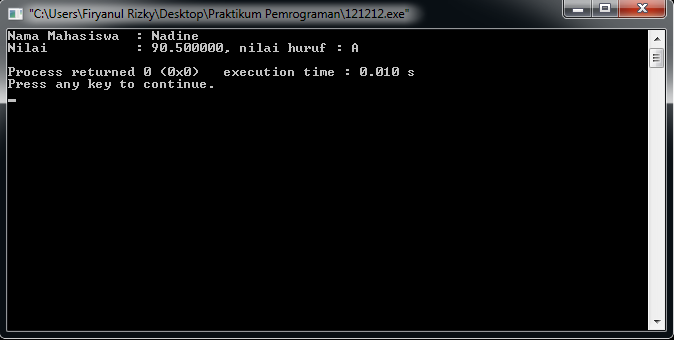 "C:\Users\Firyanul Rizky\Desktop\Praktikum Pemrograman\121212.exe"
Nama Mahasiswa  : Nadine
Nilai           : 90.500000, nilai huruf : A
Process returned 0 (0x0)   execution time : 0.010 s
Press any key to continue.